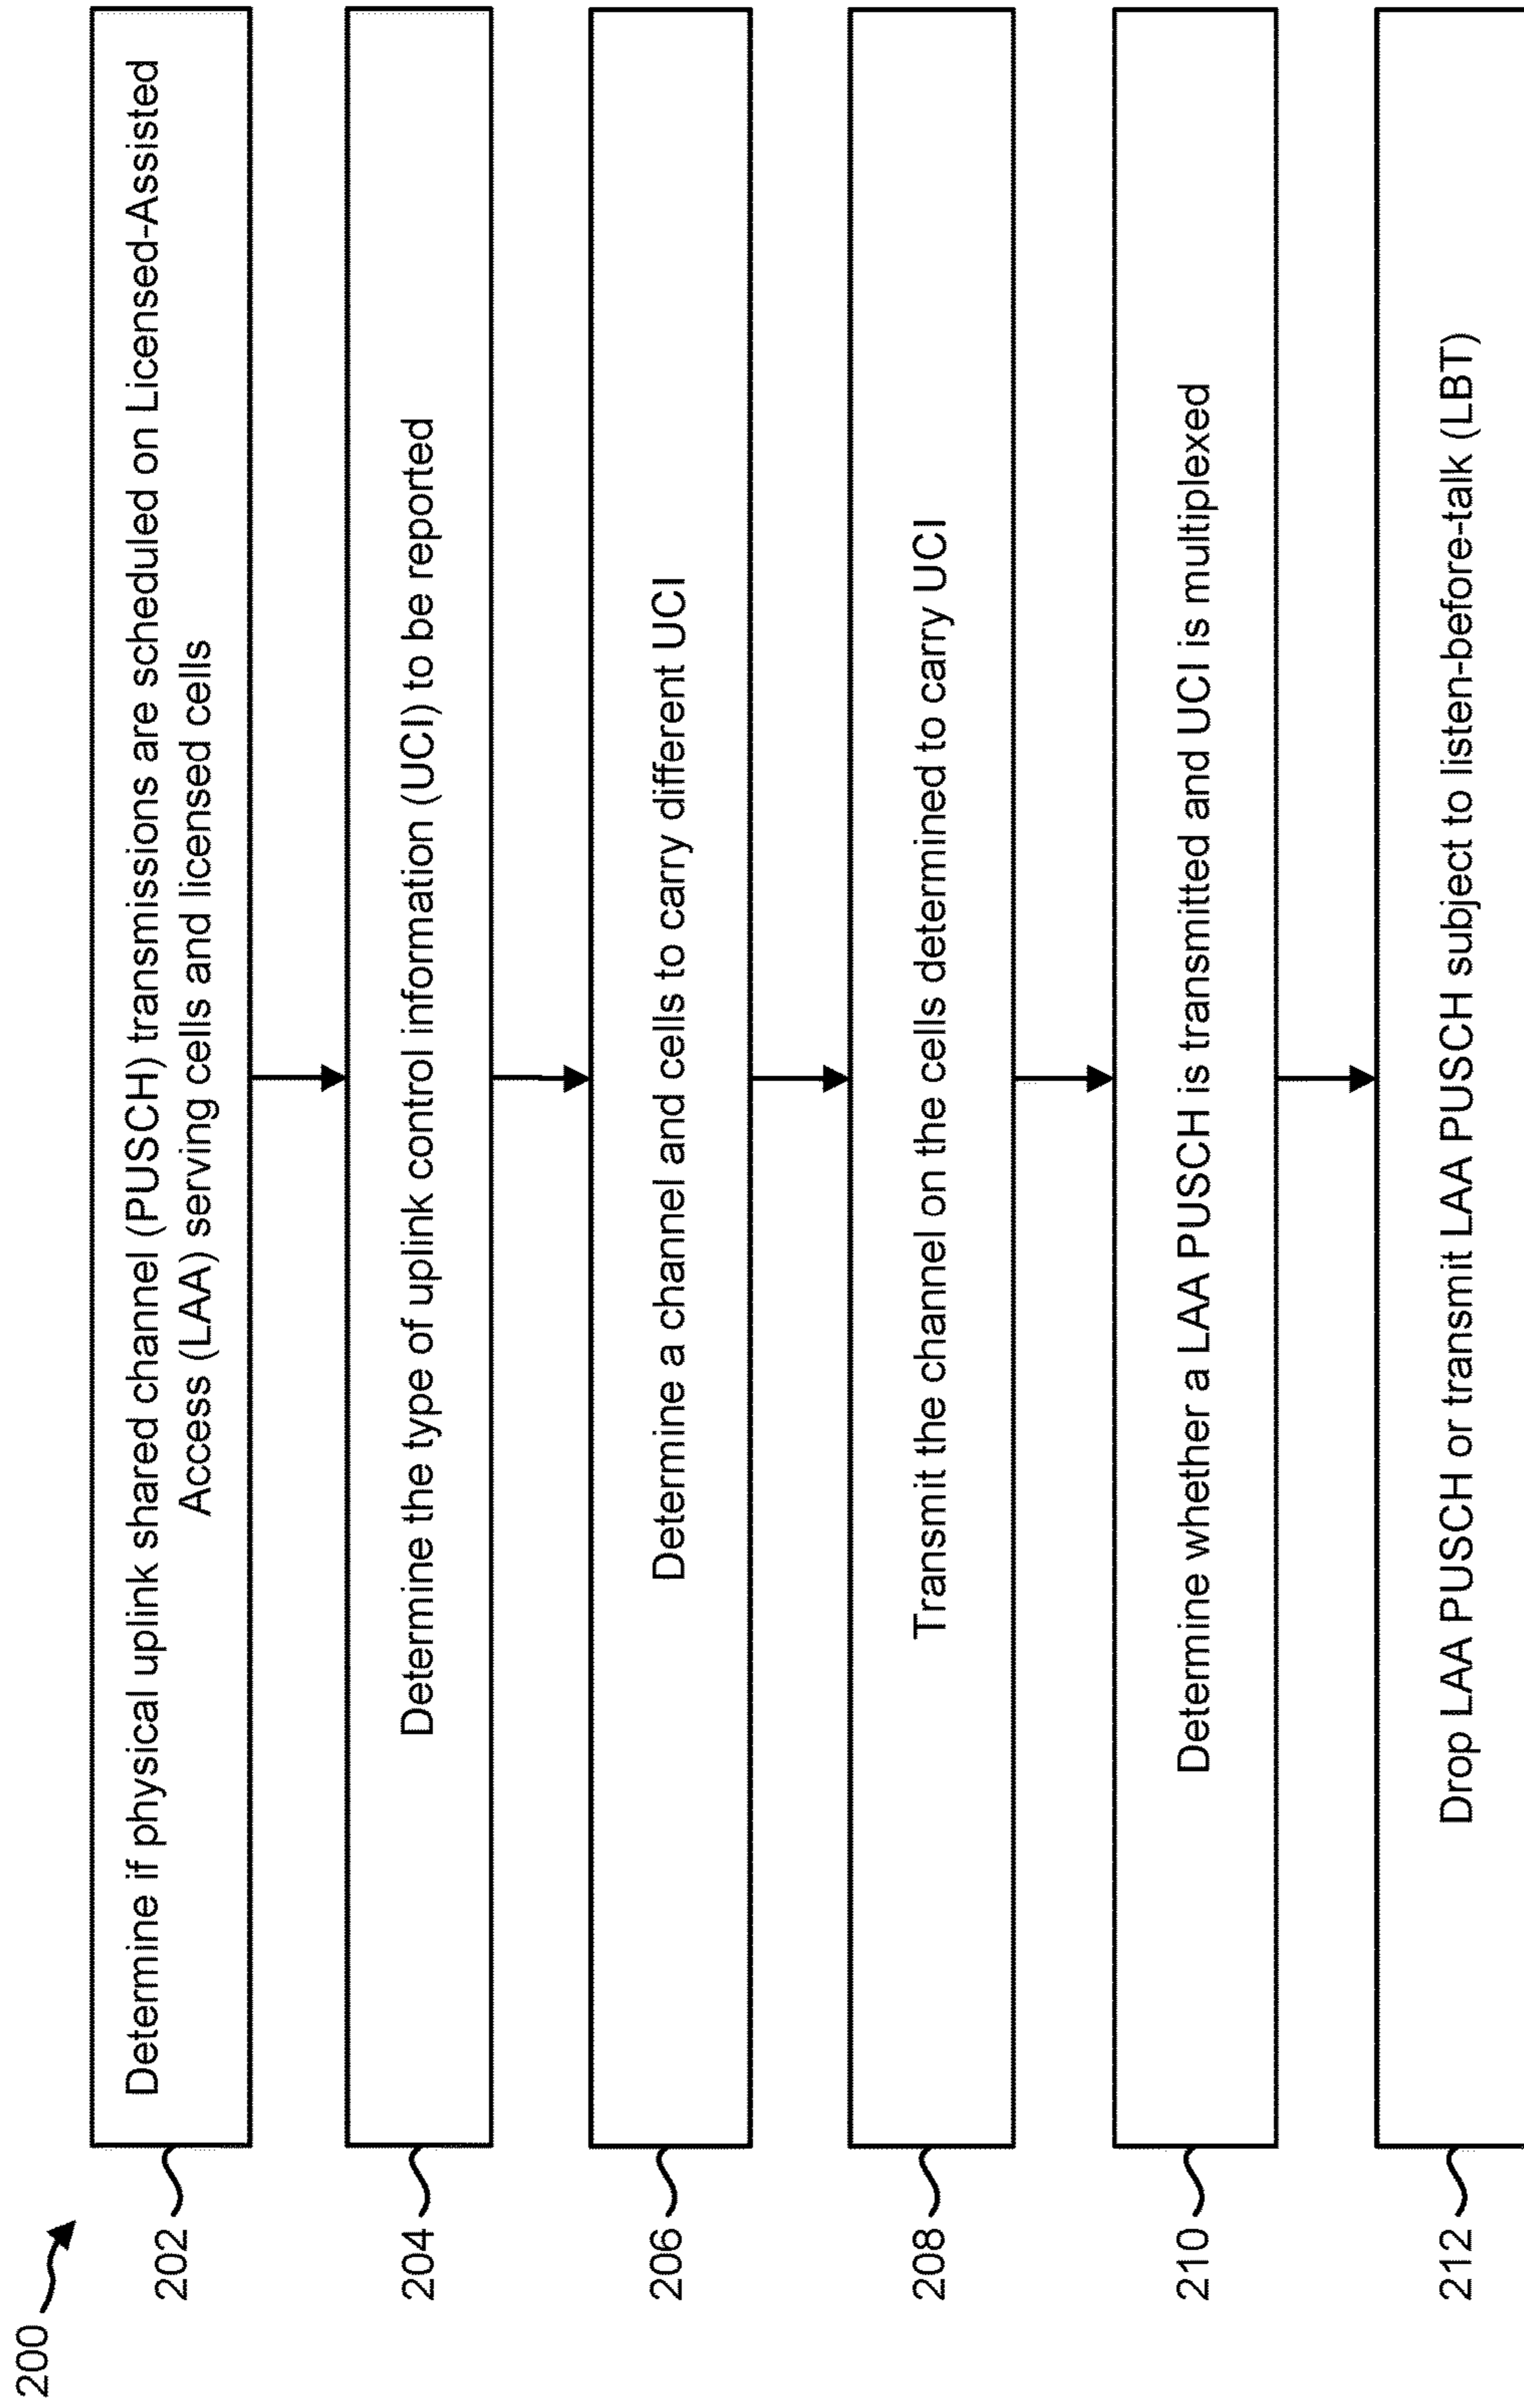 200
202
Determine if physical uplink shared channel (PUSCH) transmissions are scheduled on Licensed-Assisted
Access (LAA) serving cells and licensed cells
204
Determine the type of uplink control information (UCI) to be reported
206
Determine a channel and cells to carry different UCI
208
Transmit the channel on the cells determined to carry UCI
210
Determine whether a LAA PUSCH is transmitted and UCI is multiplexed
212
Drop LAA PUSCH or transmit LAA PUSCH subject to listen-before-talk (LBT)